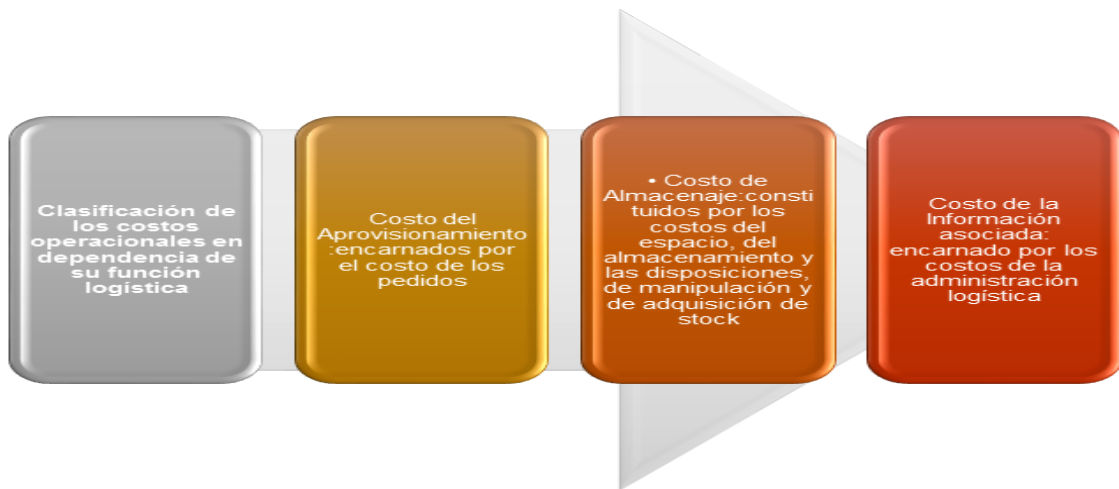 Clasificación de
los costos
operacionales en
dependencia de
su función
logística
Costo del
Aprovisionamiento
:encarnados por
el costo de los
pedidos
• Costo de
Almacenaje:consti
tuidos por los
costos del
espacio, del
almacenamiento y
las disposiciones,
de manipulación y
de adquisición de
stock
Costo de la
Información
asociada:
encarnado por los
costos de la
administración
logística